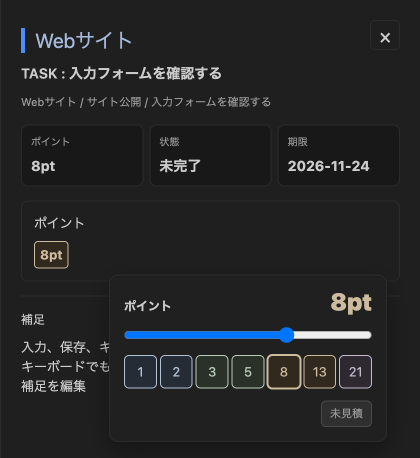 Webサイト
×
TASK : 入力フォームを確認する
Webサイト / サイト公開 / 入力フォームを確認する
ポイント 状態 期限
8pt 未完了 2026-11-24
ポイント
8pt
ポイント 8pt
1 2 3 5 8 13 21
未見積
補足
入力、保存、キ
キーボードでも
補足を編集